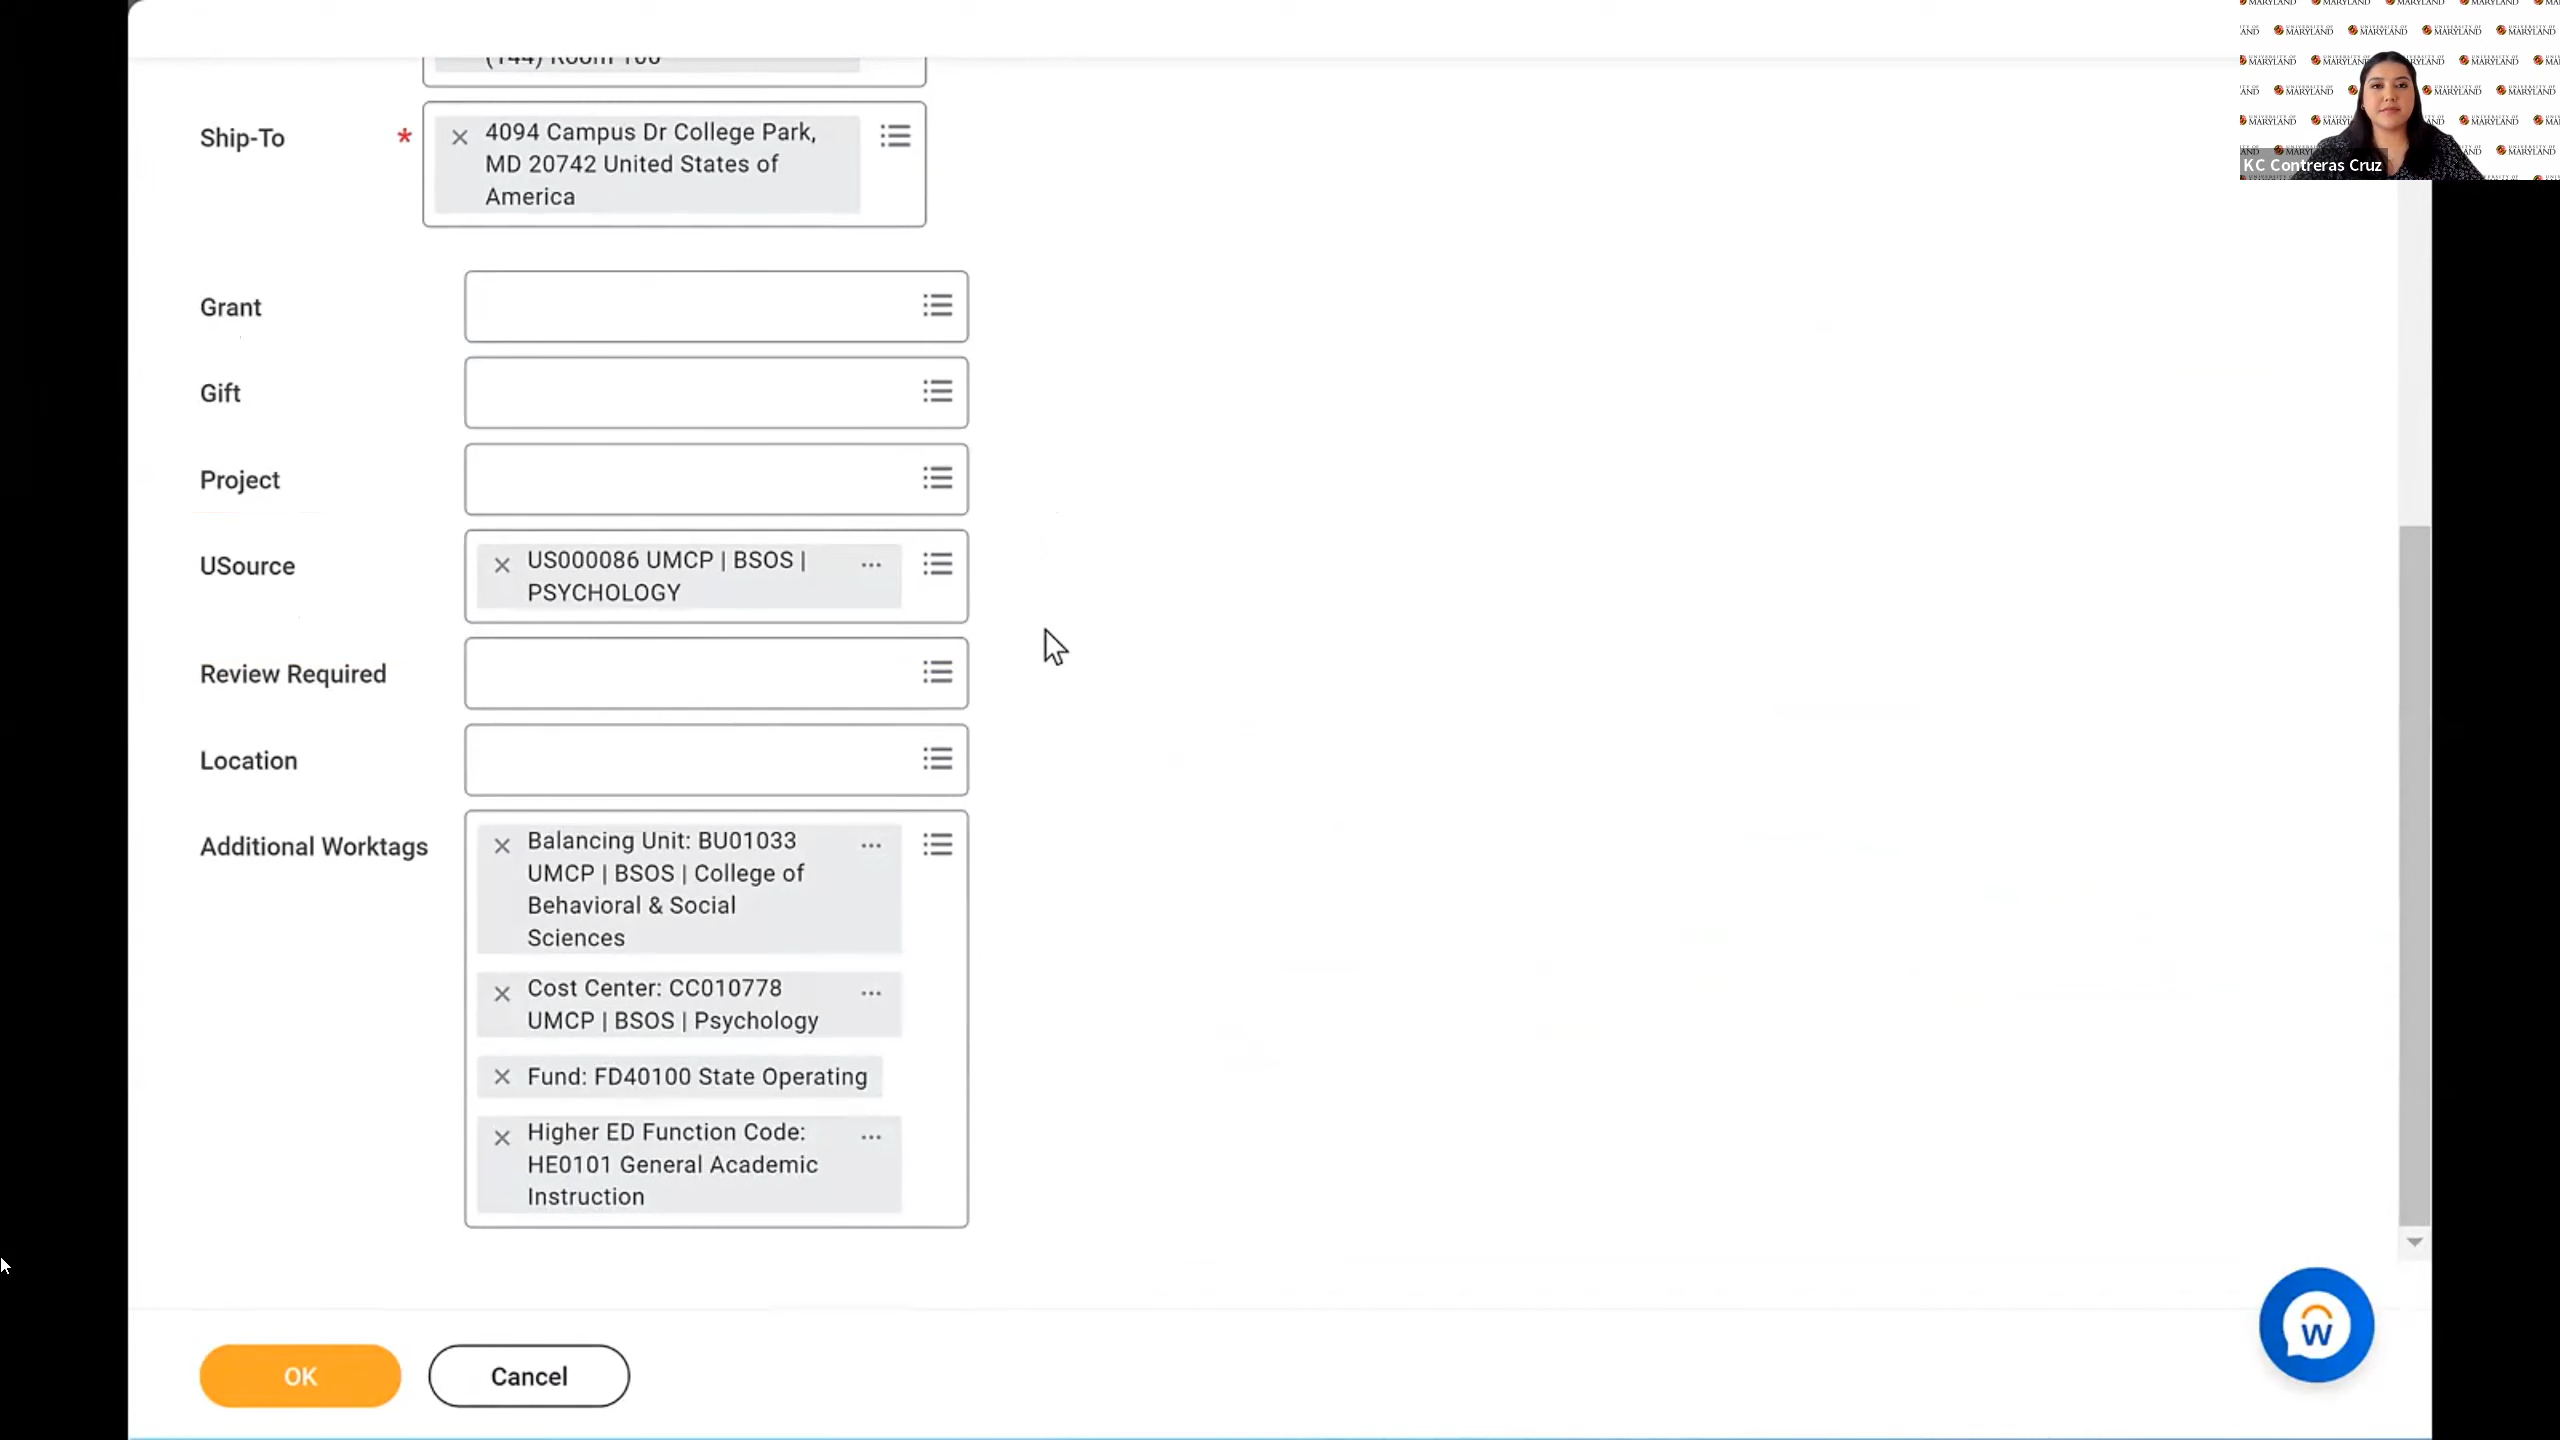 Ship-To
*
4094 Campus Dr College Park,
MD 20742 United States of
America
Grant
Gift
Project
USource
US000086 UMCP | BSOS |
PSYCHOLOGY
Review Required
Location
Additional Worktags
Balancing Unit: BU01033
UMCP | BSOS | College of
Behavioral & Social
Sciences
Cost Center: CC010778
UMCP | BSOS | Psychology
Fund: FD40100 State Operating
Higher ED Function Code:
HE0101 General Academic
Instruction
OK
Cancel
W
UNIVERSITY OF
MARYLAND
KC Contreras Cruz